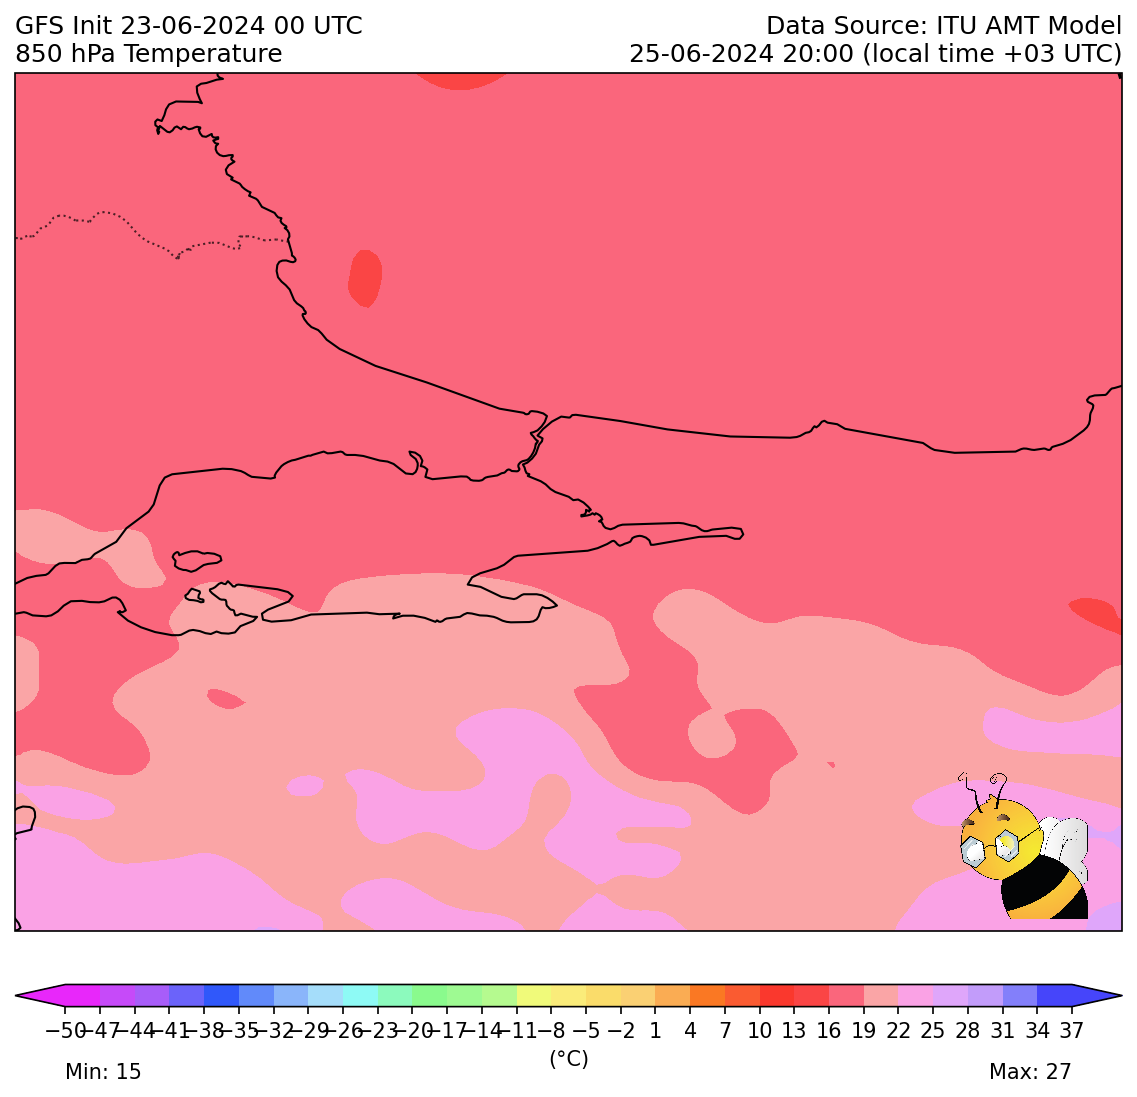 GFS Init 23-06-2024 00 UTC
Data Source: ITU AMT Model
850 hPa Temperature
25-06-2024 20:00 (local time +03 UTC)
−50 −47 −44 −41 −38 −35 −32 −29 −26 −23 −20 −17 −14 −11 −8 −5 −2 1 4 7 10 13 16 19 22 25 28 31 34 37
(°C)
Min: 15
Max: 27